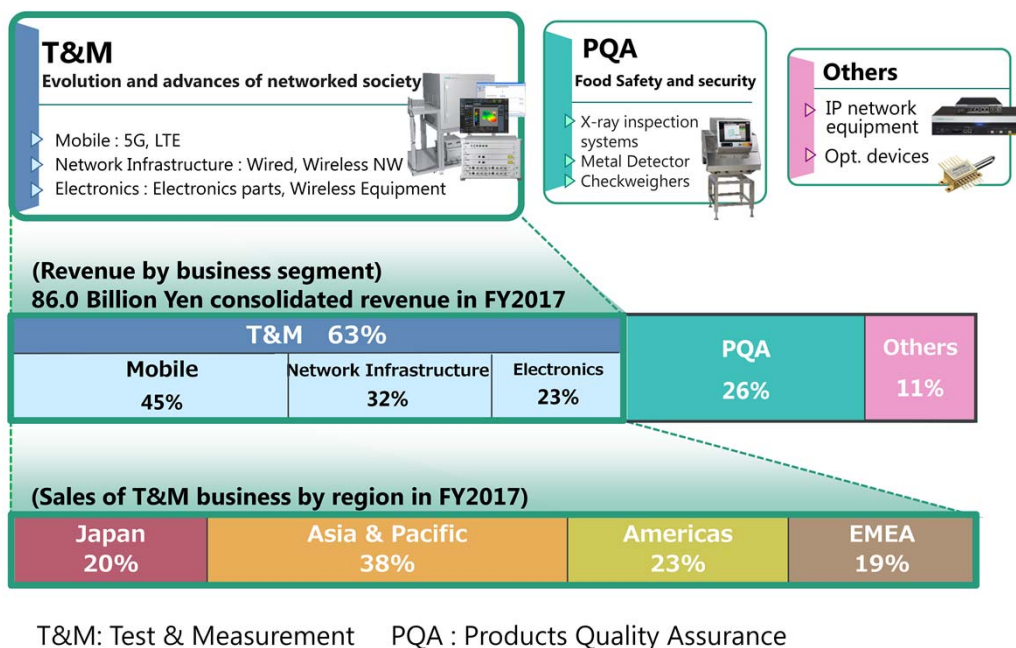 T&M
Evolution and advances of networked society
Mobile : 5G, LTE
Network Infrastructure : Wired, Wireless NW
Electronics : Electronics parts, Wireless Equipment
PQA
Food Safety and security
X-ray inspection
systems
Metal Detector
Checkweighers
Others
IP network
equipment
Opt. devices
(Revenue by business segment)
86.0 Billion Yen consolidated revenue in FY2017
T&M 63%
Mobile
45%
Network Infrastructure
32%
Electronics
23%
PQA
26%
Others
11%
(Sales of T&M business by region in FY2017)
Japan
20%
Asia & Pacific
38%
Americas
23%
EMEA
19%
T&M: Test & Measurement PQA : Products Quality Assurance